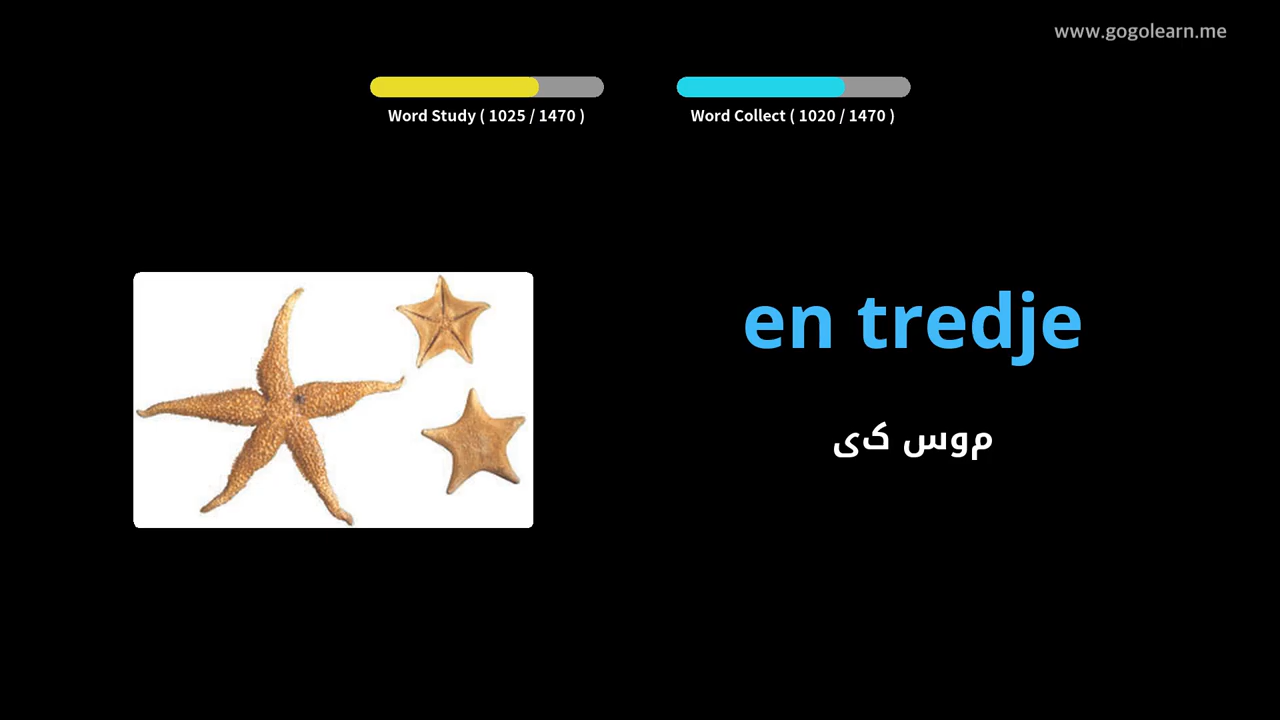 www.gogolearn.me
Word Study ( 1025 / 1470 )
Word Collect ( 1020 / 1470 )
en tredje
موس کی